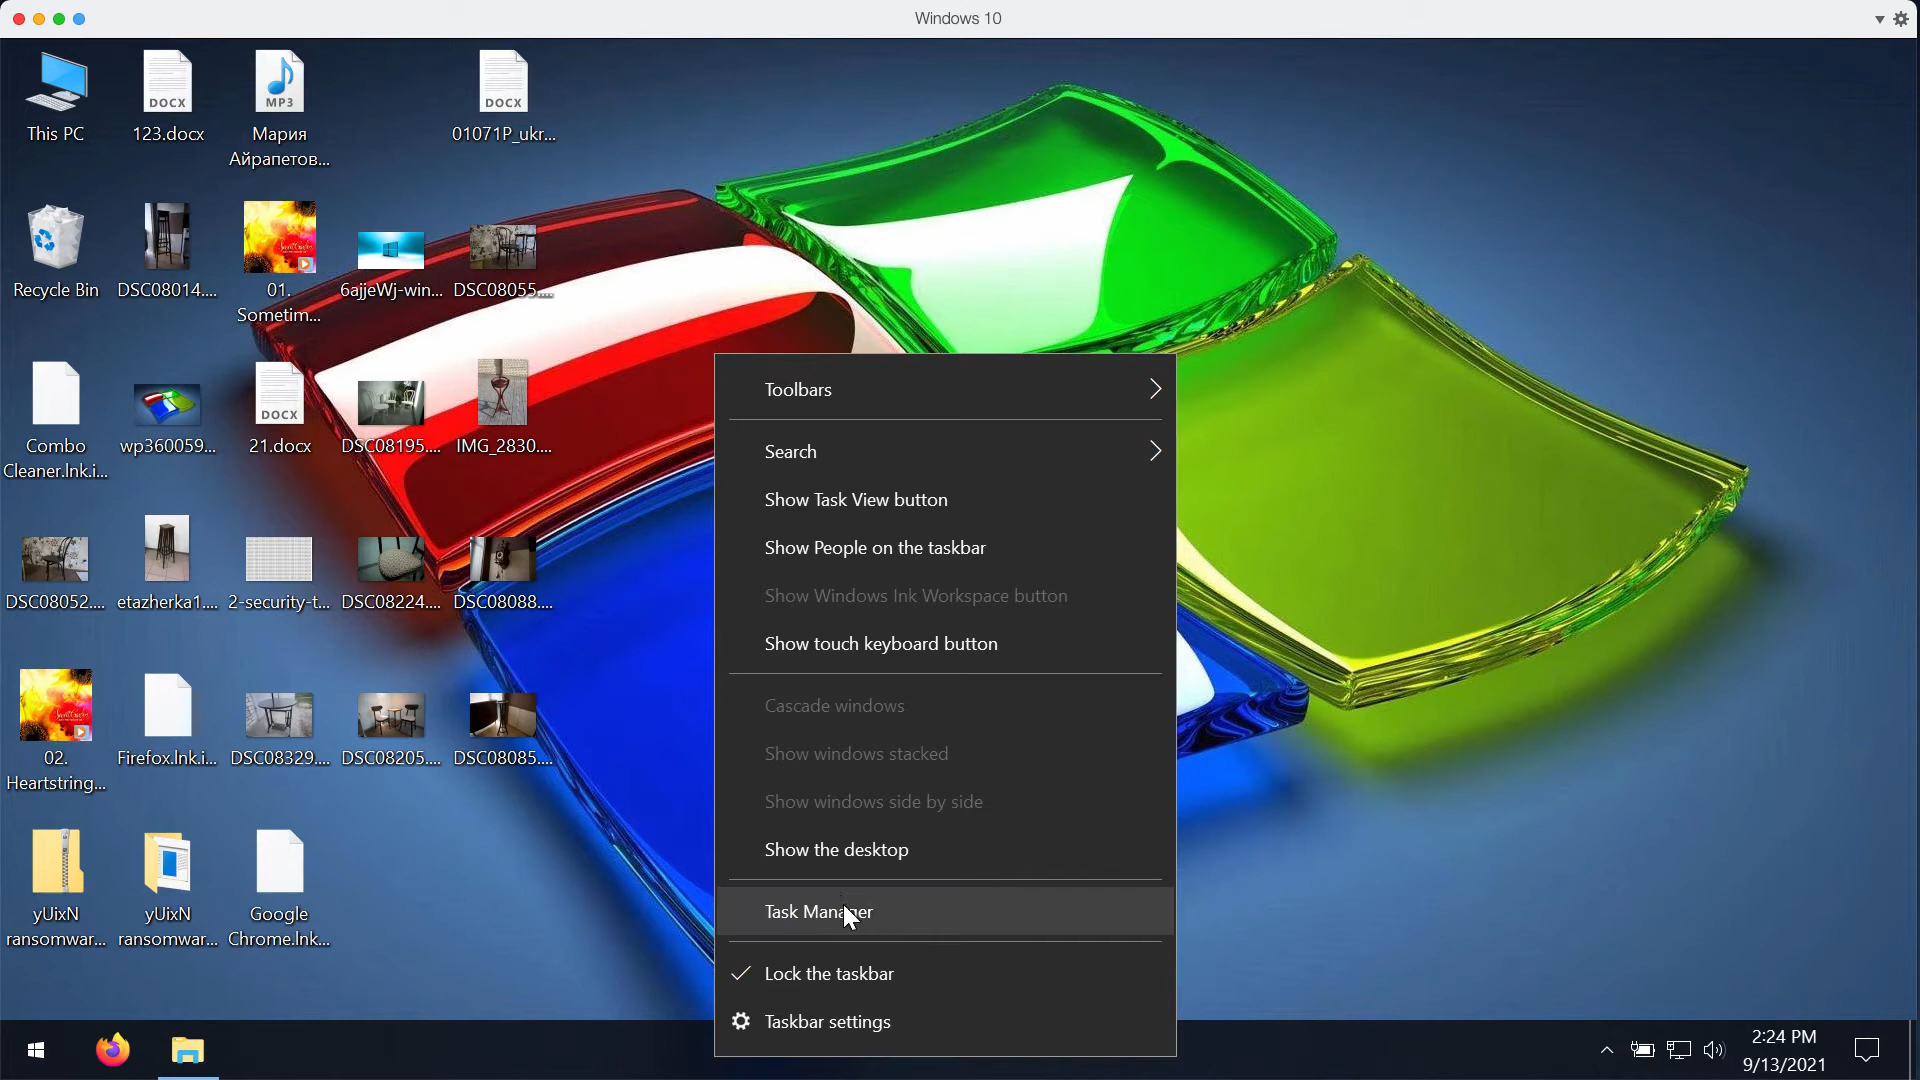 Windows 10
This PC
123.docx
Мария
Айрапетов...
01071P_ukr...
DOCX
MP3
DOCX
Recycle Bin
DSC08014....
01.
Sometim...
6ajjeWj-win...
DSC08055....
Combo
Cleaner.lnk.i...
wp360059...
DOCX
21.docx
DSC08195....
IMG_2830....
DSC08052....
etazherka1....
2-security-t...
DSC08224....
DSC08088....
02.
Heartstring...
Firefox.lnk.i...
DSC08329....
DSC08205....
DSC08085....
yUixN
ransomwar...
yUixN
ransomwar...
Google
Chrome.lnk...
Toolbars
Search
Show Task View button
Show People on the taskbar
Show Windows Ink Workspace button
Show touch keyboard button
Cascade windows
Show windows stacked
Show windows side by side
Show the desktop
Task Manager
Lock the taskbar
Taskbar settings
2:24 PM
9/13/2021